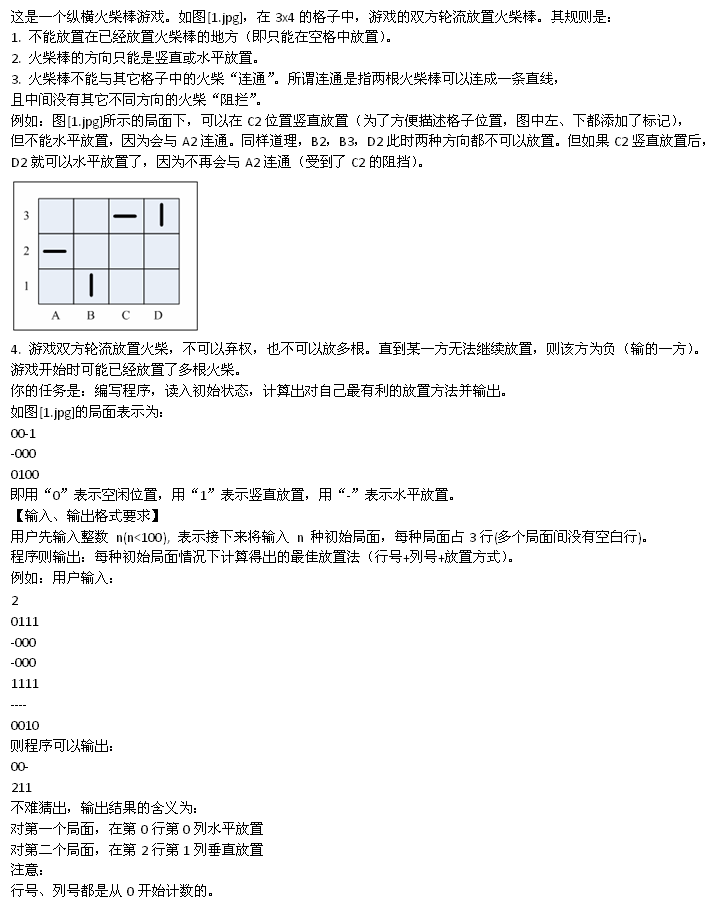 这是一个纵横火柴棒游戏。如图[1.jpg]，在 3x4 的格子中，游戏的双方轮流放置火柴棒。其规则是：
1. 不能放置在已经放置火柴棒的地方（即只能在空格中放置）。
2. 火柴棒的方向只能是竖直或水平放置。
3. 火柴棒不能与其它格子中的火柴“连通”。所谓连通是指两根火柴棒可以连成一条直线，
且中间没有其它不同方向的火柴“阻拦”。
例如：图[1.jpg]所示的局面下，可以在 C2 位置竖直放置（为了方便描述格子位置，图中左、下都添加了标记），
但不能水平放置，因为会与 A2 连通。同样道理，B2，B3，D2 此时两种方向都不可以放置。但如果 C2 竖直放置后，
D2 就可以水平放置了，因为不再会与 A2 连通（受到了 C2 的阻挡）。
3
2
1
A B C D
4. 游戏双方轮流放置火柴，不可以弃权，也不可以放多根。直到某一方无法继续放置，则该方为负（输的一方）。
游戏开始时可能已经放置了多根火柴。
你的任务是：编写程序，读入初始状态，计算出对自己最有利的放置方法并输出。
如图[1.jpg]的局面表示为：
00-1
-000
0100
即用“0”表示空闲位置，用“1”表示竖直放置，用“-”表示水平放置。
【输入、输出格式要求】
用户先输入整数 n(n<100), 表示接下来将输入 n 种初始局面，每种局面占 3 行(多个局面间没有空白行)。
程序则输出：每种初始局面情况下计算得出的最佳放置法（行号+列号+放置方式）。
例如：用户输入：
2
0111
-000
-000
1111
----
0010
则程序可以输出：
00-
211
不难猜出，输出结果的含义为：
对第一个局面，在第 0 行第 0 列水平放置
对第二个局面，在第 2 行第 1 列垂直放置
注意：
行号、列号都是从 0 开始计数的。